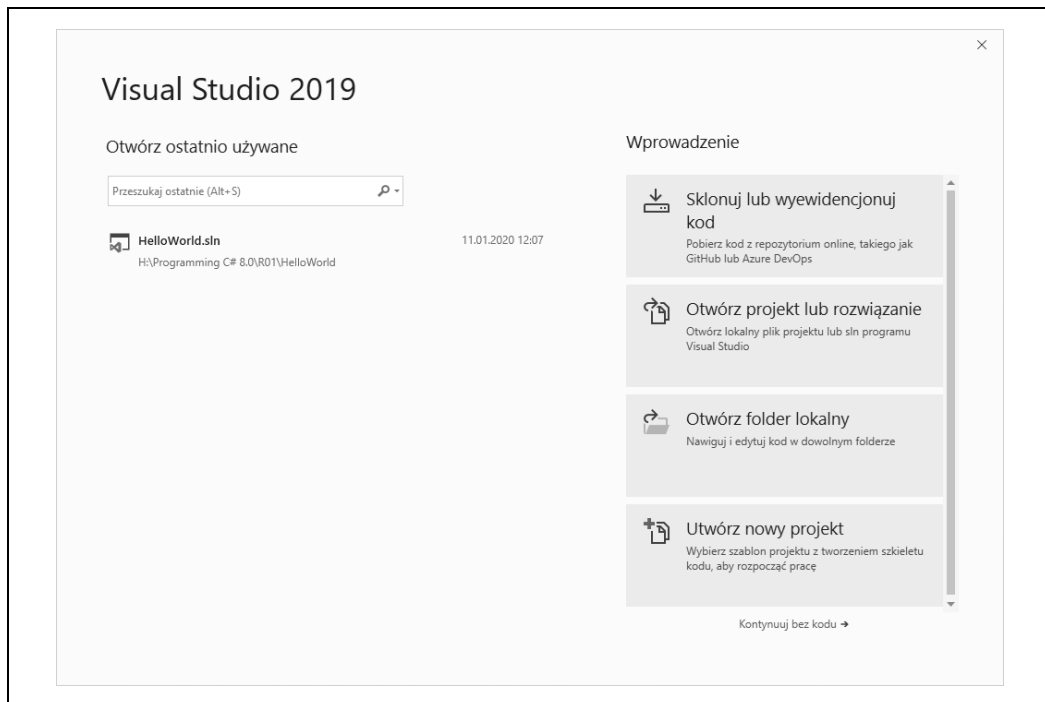 Visual Studio 2019
Otwórz ostatnio używane
Przeszukaj ostatnie (Alt+S)
HelloWorld.sln 11.01.2020 12:07
H:\Programming C# 8.0\R01\HelloWorld
Wprowadzenie
Sklonuj lub wyewidencjonuj
kod
Pobierz kod z repozytorium online, takiego jak
GitHub lub Azure DevOps
Otwórz projekt lub rozwiązanie
Otwórz lokalny plik projektu lub sln programu
Visual Studio
Otwórz folder lokalny
Nawiguj i edytuj kod w dowolnym folderze
Utwórz nowy projekt
Wybierz szablon projektu z tworzeniem szkieletu
kodu, aby rozpocząć pracę
Kontynuuj bez kodu →